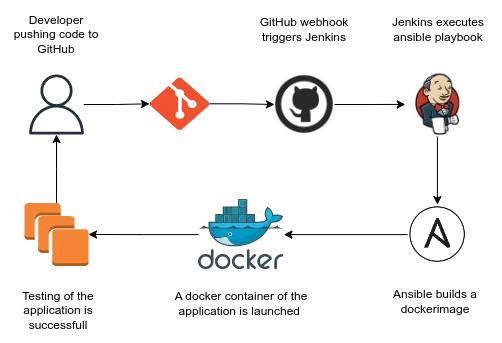 Developer
pushing code to
GitHub
GitHub webhook
triggers Jenkins
Jenkins executes
ansible playbook
docker
Testing of the
application is
successfull
A docker container of the
application is launched
Ansible builds a
dockerimage